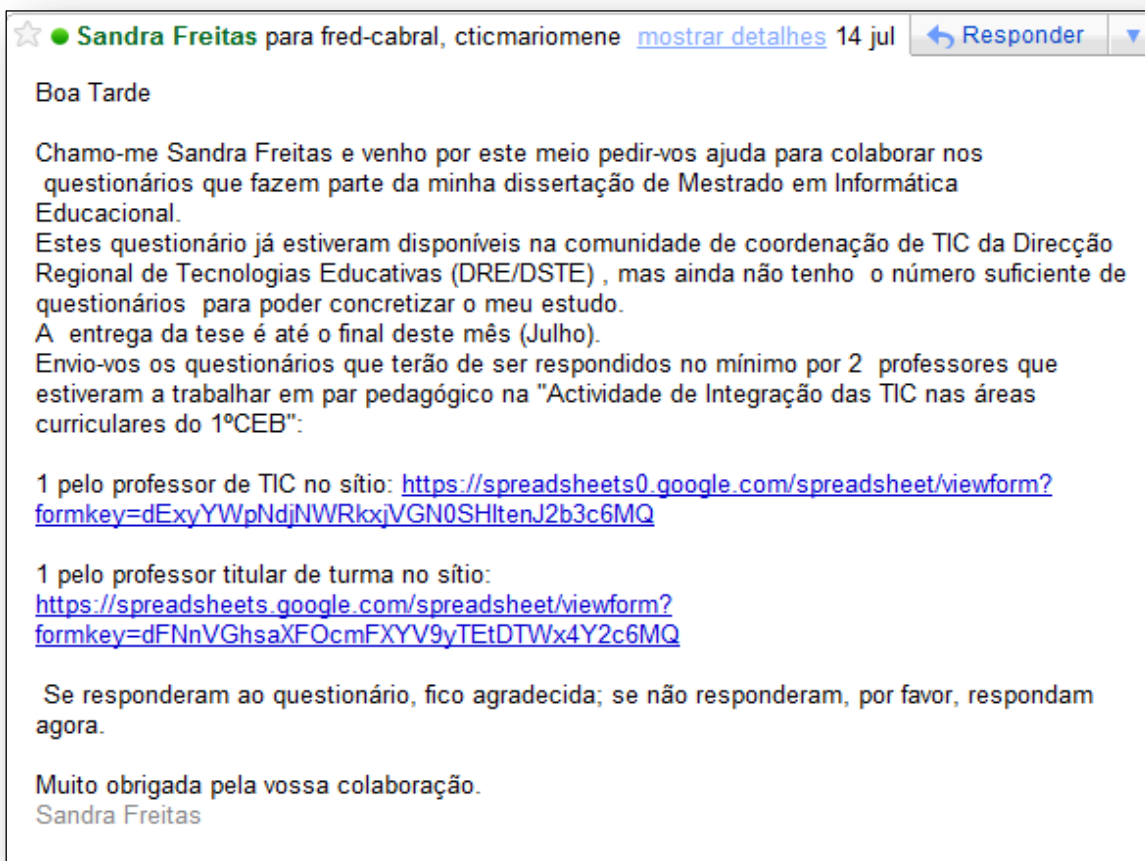 Sandra Freitas para fred-cabral, cticmariomene mostrar detalhes 14 jul Responder
Boa Tarde
Chamo-me Sandra Freitas e venho por este meio pedir-vos ajuda para colaborar nos
questionários que fazem parte da minha dissertação de Mestrado em Informática
Educacional.
Estes questionário já estiveram disponíveis na comunidade de coordenação de TIC da Direcção
Regional de Tecnologias Educativas (DRE/DSTE) , mas ainda não tenho o número suficiente de
questionários para poder concretizar o meu estudo.
A entrega da tese é até o final deste mês (Julho).
Envio-vos os questionários que terão de ser respondidos no mínimo por 2 professores que
estiveram a trabalhar em par pedagógico na "Actividade de Integração das TIC nas áreas
curriculares do 1ºCEB":
1 pelo professor de TIC no sítio: https://spreadsheets0.google.com/spreadsheet/viewform?
formkey=dExyYWpNdjNWRkxjVGN0SHltenJ2b3c6MQ
1 pelo professor titular de turma no sítio:
https://spreadsheets.google.com/spreadsheet/viewform?
formkey=dFNnVGhsaXFOcmFXYV9yTEtDTWx4Y2c6MQ
Se responderam ao questionário, fico agradecida; se não responderam, por favor, respondam
agora.
Muito obrigada pela vossa colaboração.
Sandra Freitas